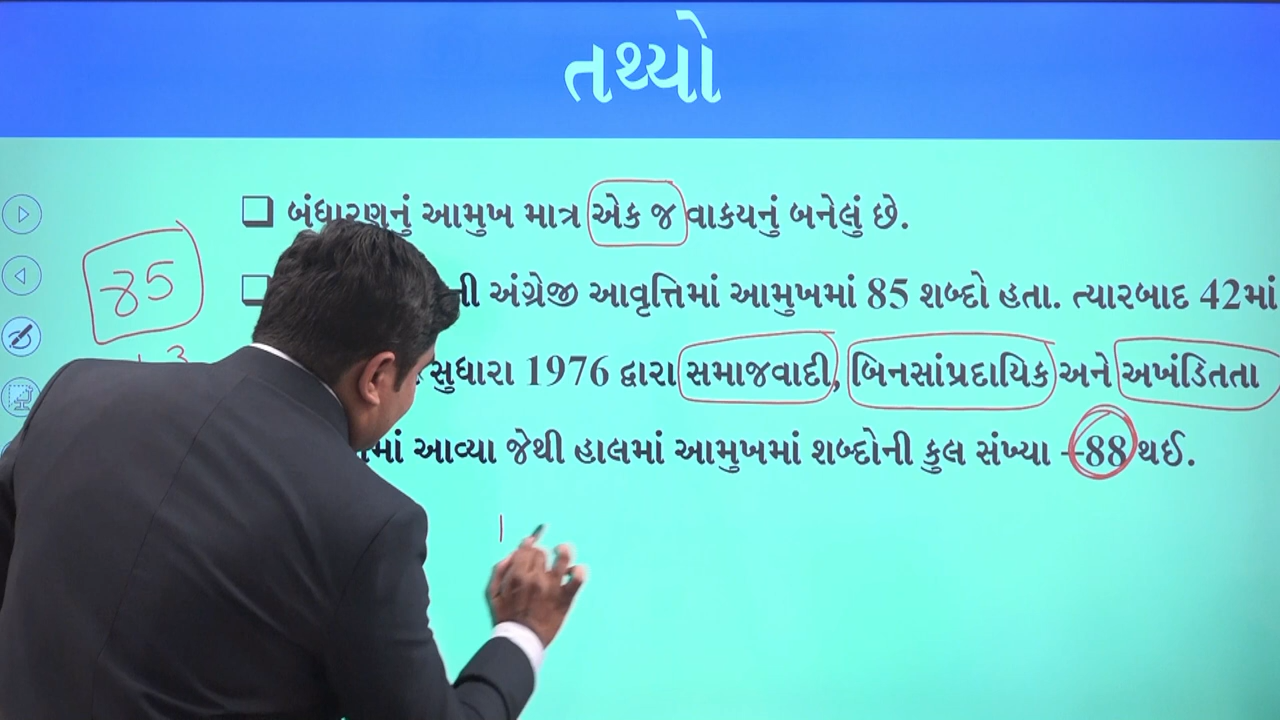 તથ્યો
❑ બંધારણનું આમુખ માત્ર એક જ વાકયનું બનેલું છે.
85
ની અંગ્રેજી આવૃત્તિમાં આમુખમાં 85 શબ્દો હતા. ત્યારબાદ 42માં
+3
સુધારા 1976 દ્વારા સમાજવાદી, બિનસાંપ્રદાયિક અને અખંડિતતા
આવ્યા જેથી હાલમાં આમુખમાં શબ્દોની કુલ સંખ્યા – 88 થઈ.